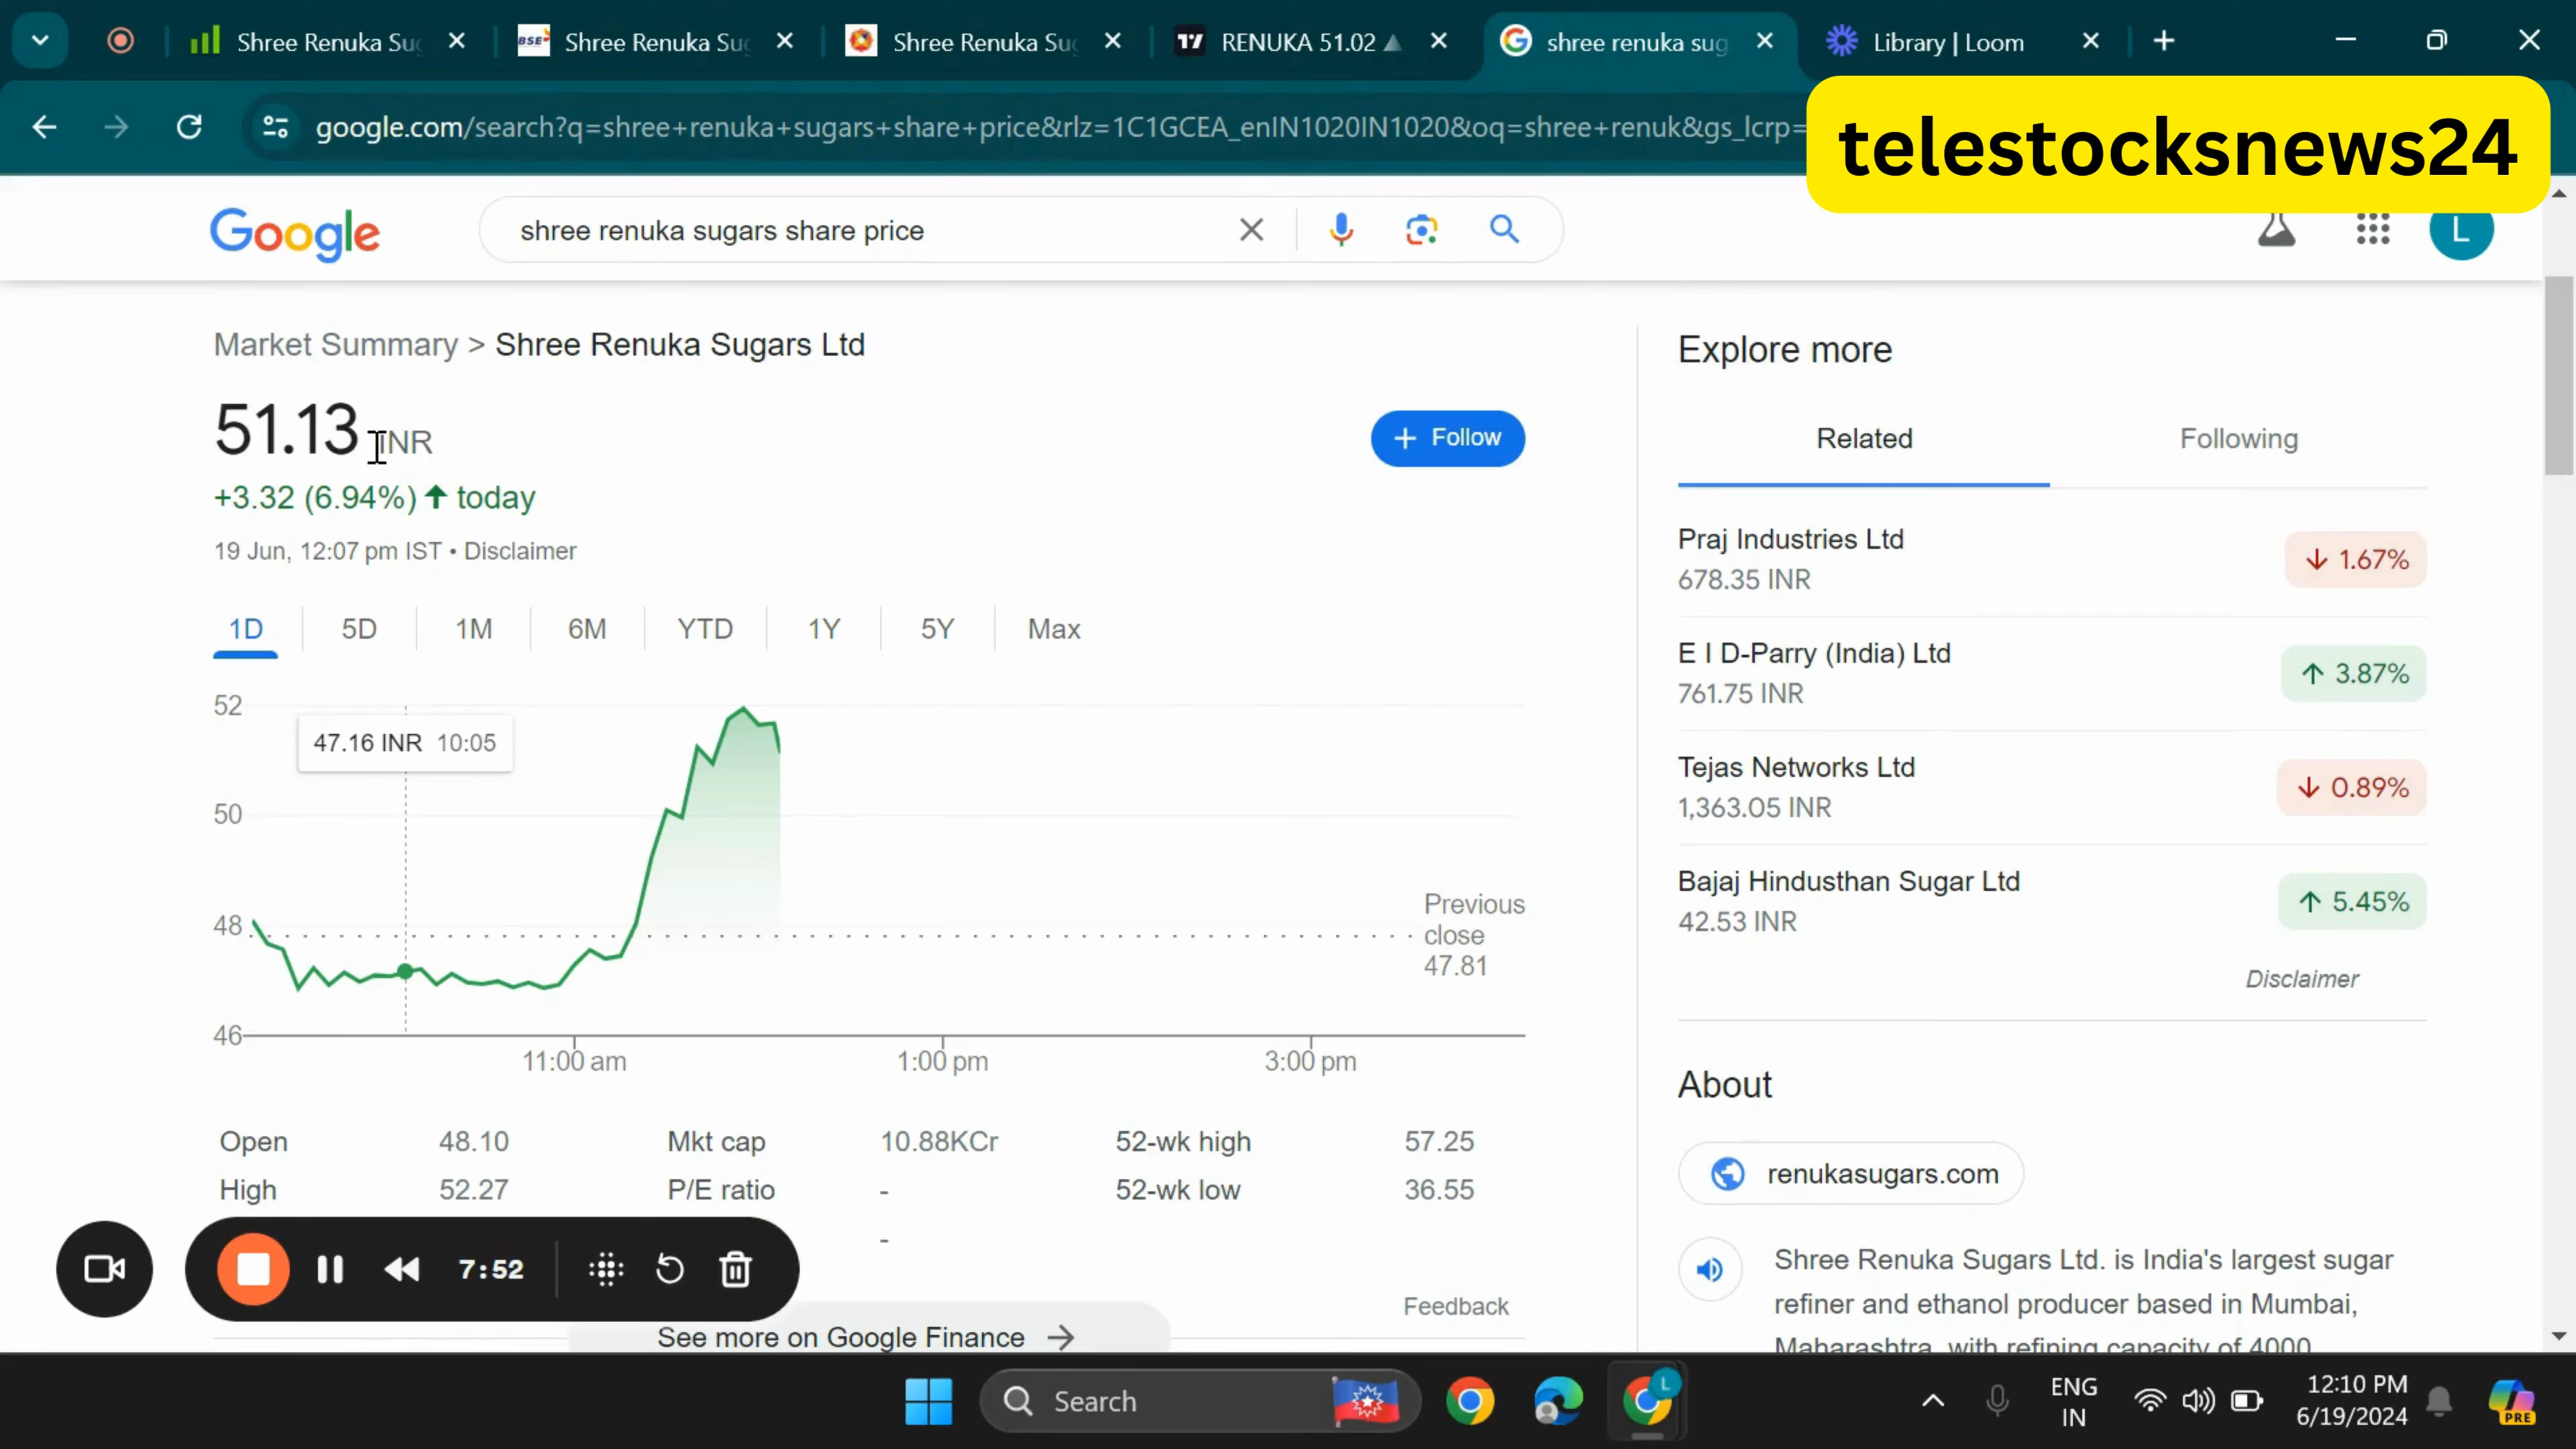 Shree Renuka Su
BSE
Shree Renuka Su
Shree Renuka Su
RENUKA 51.02
shree renuka sug
Library | Loom
google.com/search?q=shree+renuka+sugars+share+price&rlz=1C1GCEA_enIN1020IN1020&oq=shree+renuk&gs_lcrp=
telestocksnews24
Google
shree renuka sugars share price
L
Market Summary > Shree Renuka Sugars Ltd
51.13 INR
+ Follow
+3.32 (6.94%) ↑ today
19 Jun, 12:07 pm IST • Disclaimer
1D 5D 1M 6M YTD 1Y 5Y Max
52
47.16 INR 10:05
50
48
Previous
close
47.81
46
11:00 am 1:00 pm 3:00 pm
Open 48.10 Mkt cap 10.88KCr 52-wk high 57.25
High 52.27 P/E ratio - 52-wk low 36.55
-
7:52
Feedback
See more on Google Finance →
Explore more
Related Following
Praj Industries Ltd
678.35 INR
↓ 1.67%
E I D-Parry (India) Ltd
761.75 INR
↑ 3.87%
Tejas Networks Ltd
1,363.05 INR
↓ 0.89%
Bajaj Hindusthan Sugar Ltd
42.53 INR
↑ 5.45%
Disclaimer
About
renukasugars.com
Shree Renuka Sugars Ltd. is India's largest sugar
refiner and ethanol producer based in Mumbai,
Maharashtra, with refining capacity of 4000
Search
L
ENG
IN
12:10 PM
6/19/2024
PRE